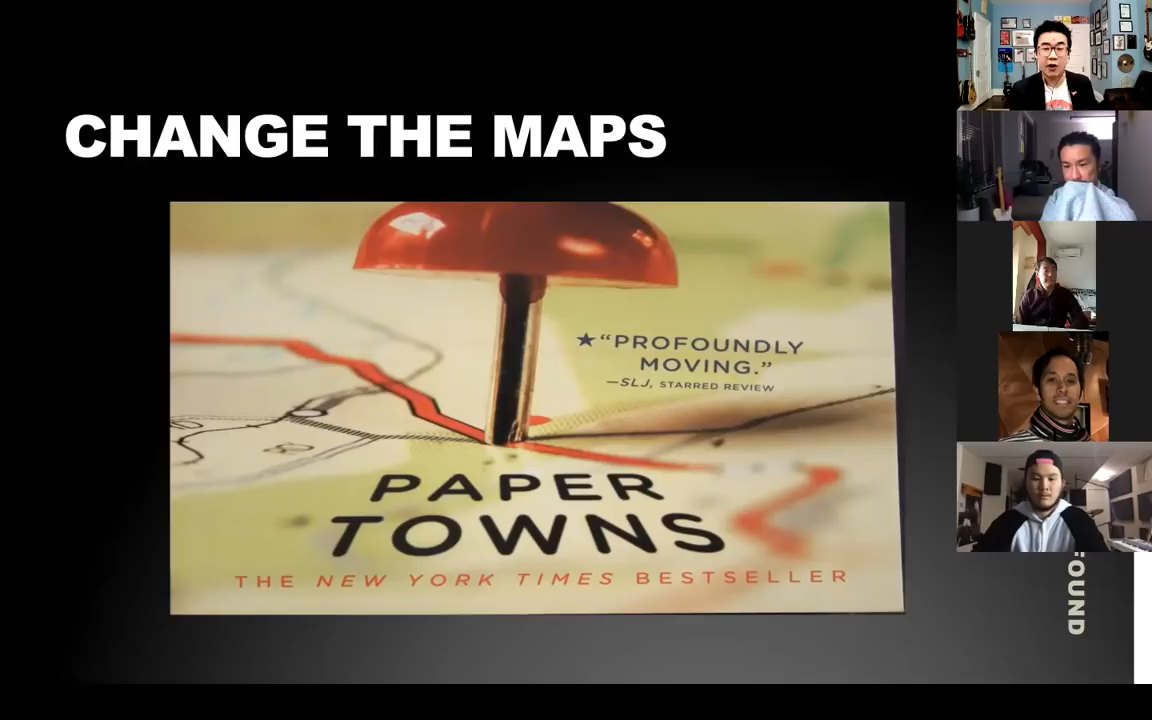 CHANGE THE MAPS
★“PROFOUNDLY
MOVING.”
—SLJ, STARRED REVIEW
PAPER
TOWNS
THE NEW YORK TIMES BESTSELLER
FOUND